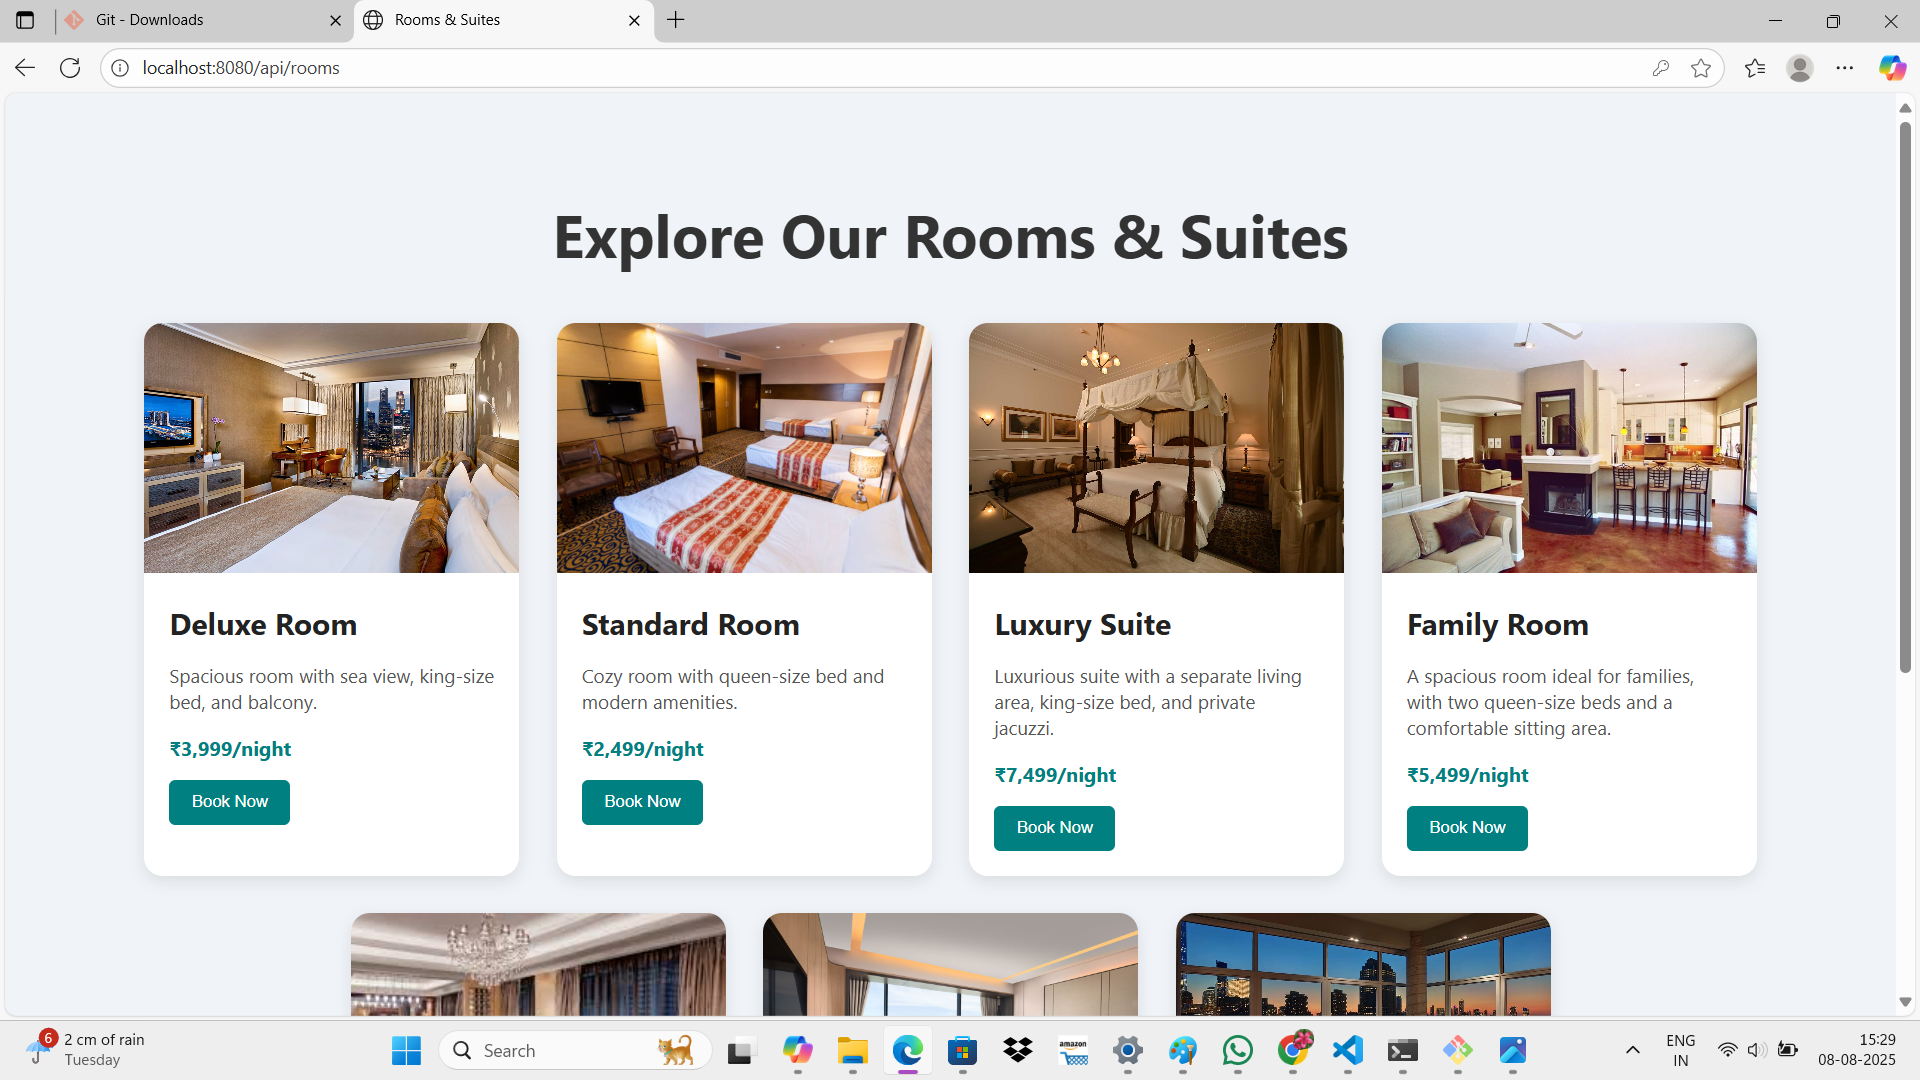 Git - Downloads
Rooms & Suites
localhost:8080/api/rooms
Explore Our Rooms & Suites
Deluxe Room
Spacious room with sea view, king-size
bed, and balcony.
₹3,999/night
Book Now
Standard Room
Cozy room with queen-size bed and
modern amenities.
₹2,499/night
Book Now
Luxury Suite
Luxurious suite with a separate living
area, king-size bed, and private
jacuzzi.
₹7,499/night
Book Now
Family Room
A spacious room ideal for families,
with two queen-size beds and a
comfortable sitting area.
₹5,499/night
Book Now
6
2 cm of rain
Tuesday
Search
amazon
ENG
IN
15:29
08-08-2025